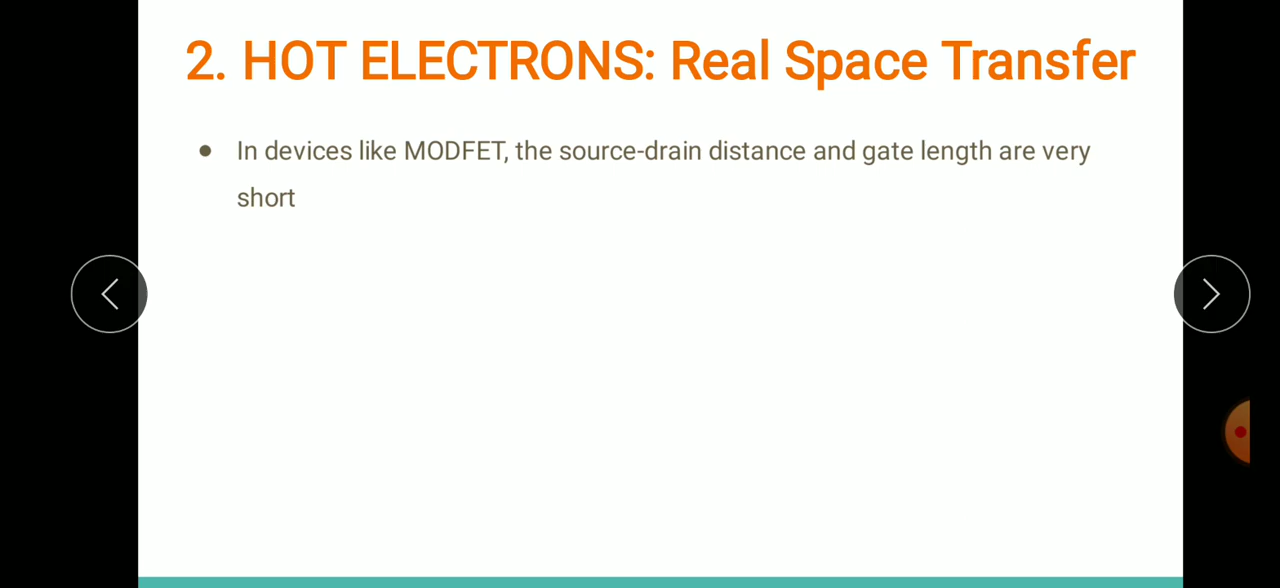 2. HOT ELECTRONS: Real Space Transfer
● In devices like MODFET, the source-drain distance and gate length are very
short